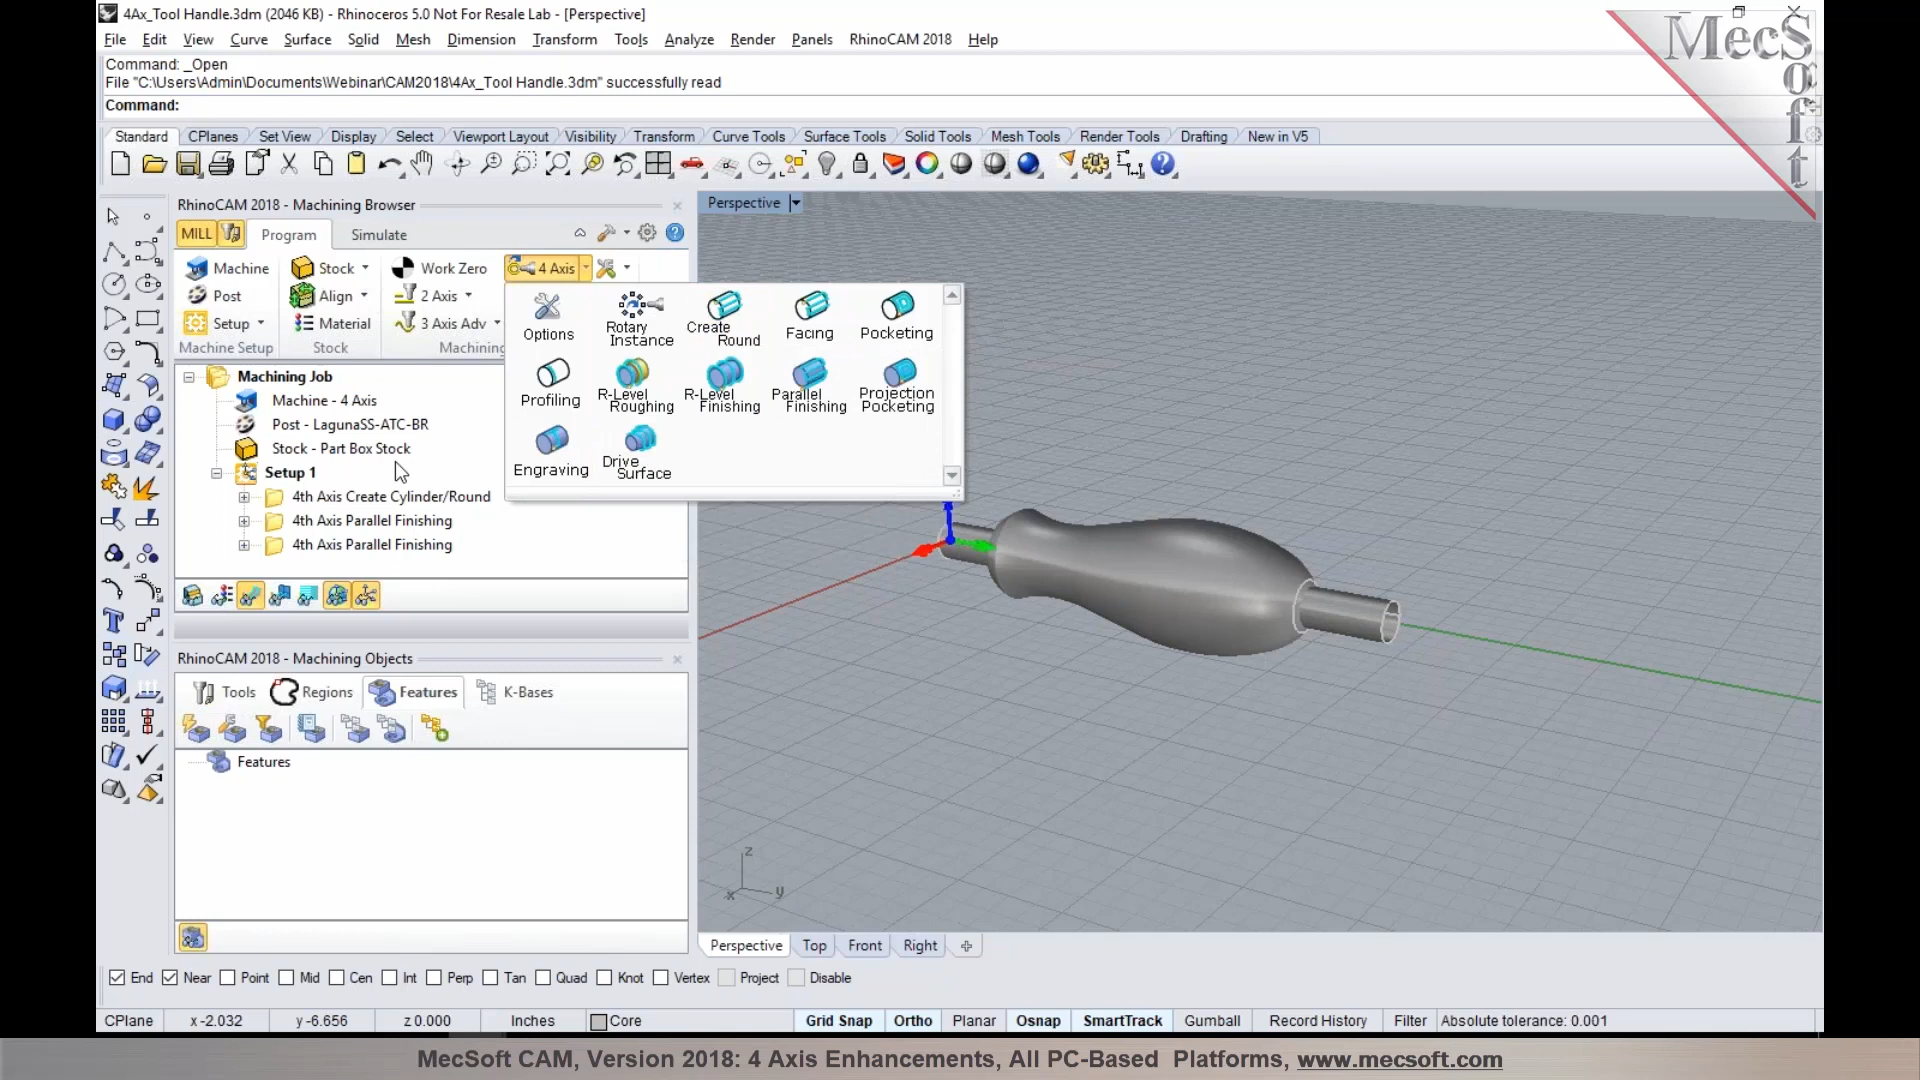 4Ax_Tool Handle.3dm (2046 KB) - Rhinoceros 5.0 Not For Resale Lab - [Perspective]
File Edit View Curve Surface Solid Mesh Dimension Transform Tools Analyze Render Panels RhinoCAM 2018 Help
Command: _Open
File "C:\Users\Admin\Documents\Webinar\CAM2018\4Ax_Tool Handle.3dm" successfully read
Command:
Standard CPlanes Set View Display Select Viewport Layout Visibility Transform Curve Tools Surface Tools Solid Tools Mesh Tools Render Tools Drafting New in V5
MecSoft
RhinoCAM 2018 - Machining Browser
MILL Program Simulate
Machine Stock Work Zero 4 Axis
Post Align 2 Axis
Setup Material 3 Axis Adv
Machine Setup Stock Machining
Options Rotary Instance Create Round Facing Pocketing
Profiling R-Level Roughing R-Level Finishing Parallel Finishing Projection Pocketing
Engraving Drive Surface
Machining Job
Machine - 4 Axis
Post - LagunaSS-ATC-BR
Stock - Part Box Stock
Setup 1
4th Axis Create Cylinder/Round
4th Axis Parallel Finishing
4th Axis Parallel Finishing
RhinoCAM 2018 - Machining Objects
Tools Regions Features K-Bases
Features
Perspective
z
x y
Perspective Top Front Right
End Near Point Mid Cen Int Perp Tan Quad Knot Vertex Project Disable
CPlane x -2.032 y -6.656 z 0.000 Inches Core Grid Snap Ortho Planar Osnap SmartTrack Gumball Record History Filter Absolute tolerance: 0.001
MecSoft CAM, Version 2018: 4 Axis Enhancements, All PC-Based Platforms, www.mecsoft.com